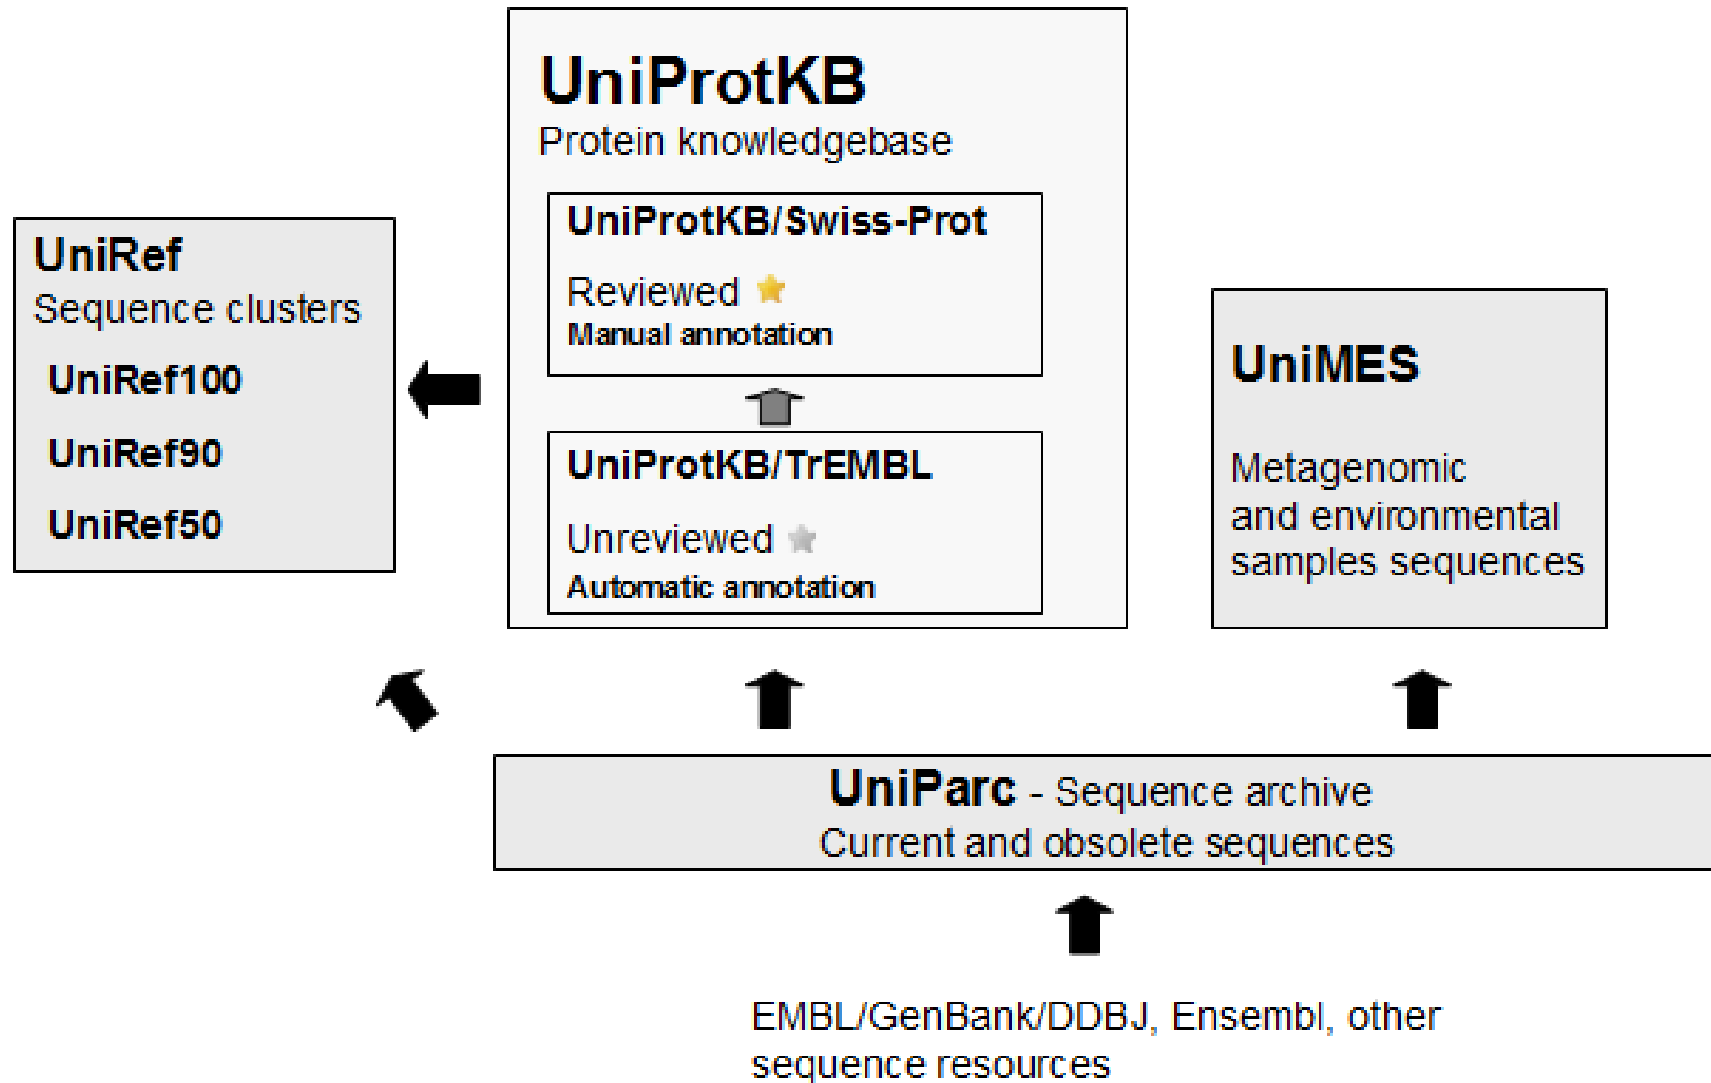 UniProtKB
Protein knowledgebase
UniProtKB/Swiss-Prot
Reviewed
Manual annotation
UniProtKB/TrEMBL
Unreviewed
Automatic annotation
UniRef
Sequence clusters
UniRef100
UniRef90
UniRef50
UniMES
Metagenomic
and environmental
samples sequences
UniParc - Sequence archive
Current and obsolete sequences
EMBL/GenBank/DDBJ, Ensembl, other
sequence resources